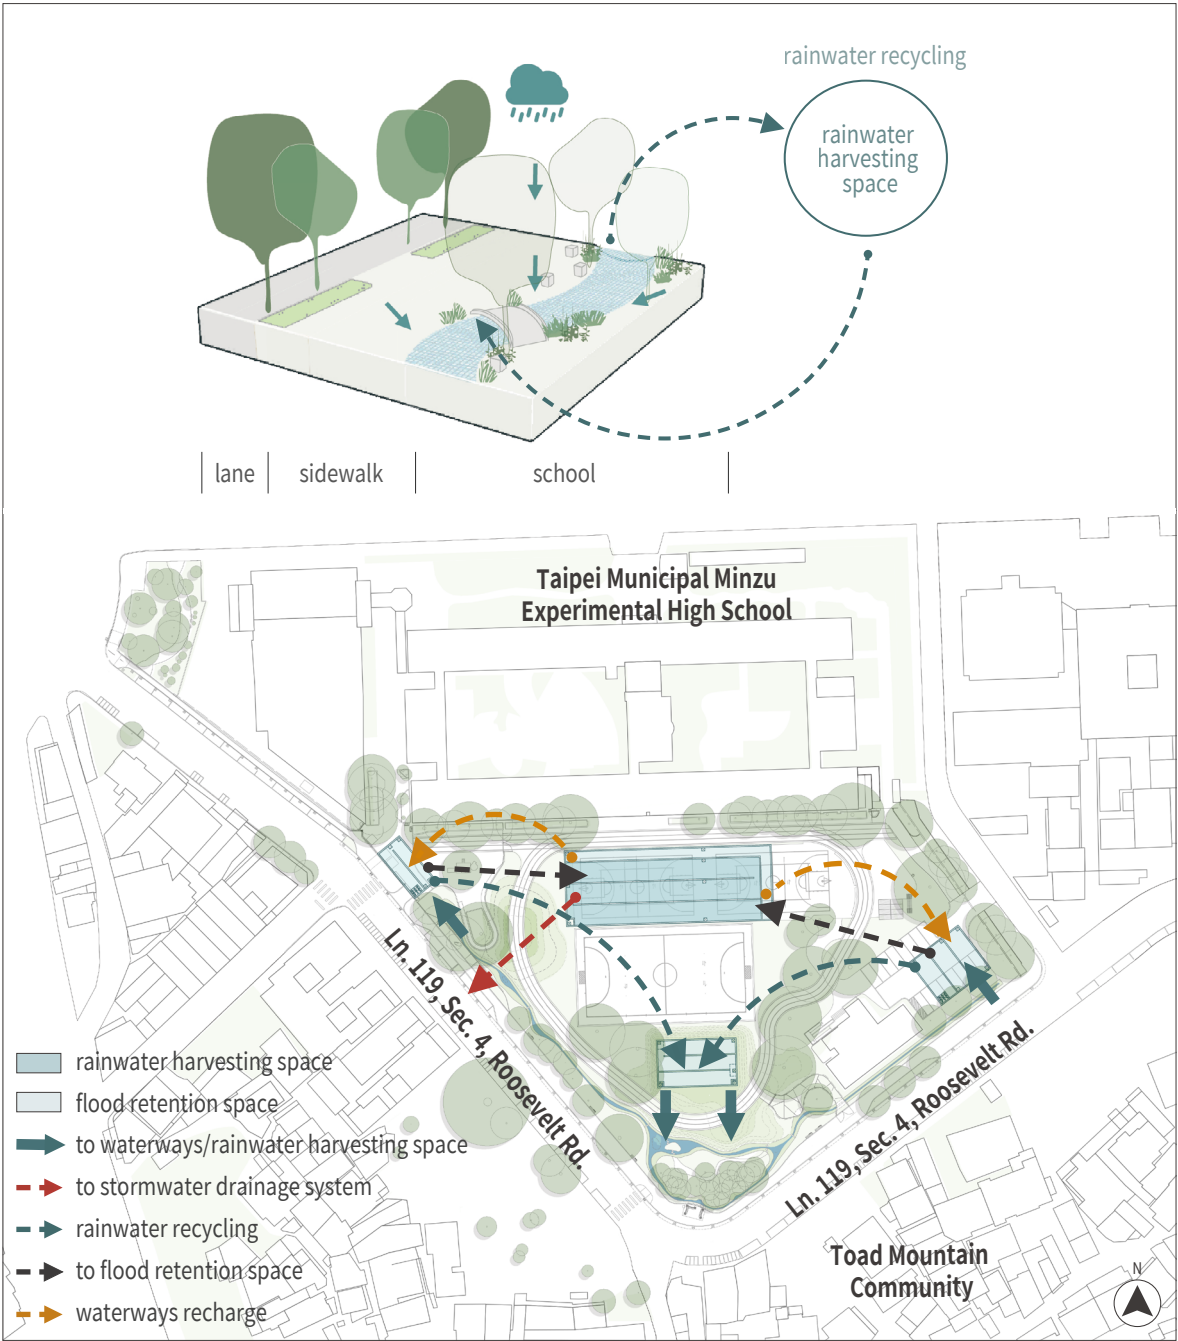 rainwater recycling
rainwater
harvesting
space
lane
sidewalk
school
Taipei Municipal Minzu
Experimental High School
Ln. 119, Sec. 4, Roosevelt Rd.
Ln. 119, Sec. 4, Roosevelt Rd.
rainwater harvesting space
flood retention space
to waterways/rainwater harvesting space
to stormwater drainage system
rainwater recycling
to flood retention space
waterways recharge
Toad Mountain
Community
N